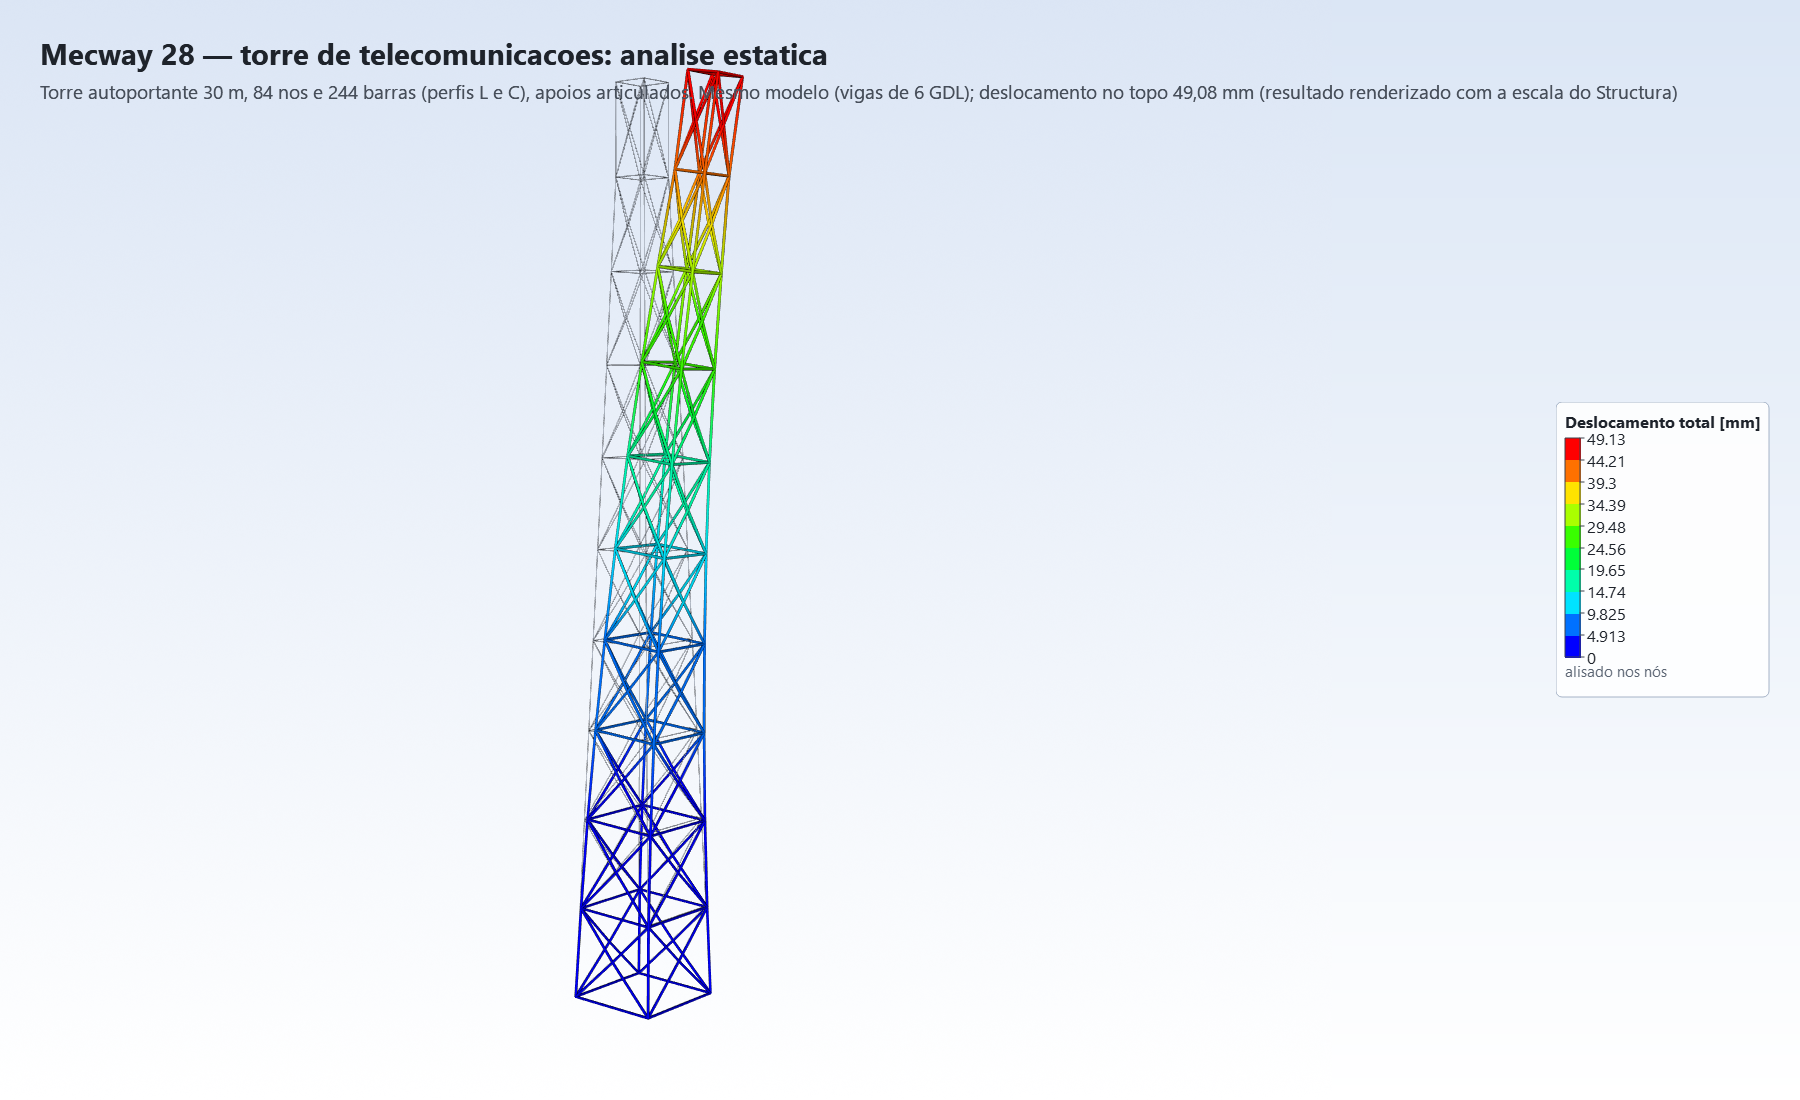 Mecway 28 — torre de telecomunicacoes: analise estatica
Torre autoportante 30 m, 84 nos e 244 barras (perfis L e C), apoios articulados. Mesmo modelo (vigas de 6 GDL); deslocamento no topo 49,08 mm (resultado renderizado com a escala do Structura)
Deslocamento total [mm]
49.13
44.21
39.3
34.39
29.48
24.56
19.65
14.74
9.825
4.913
0
alisado nos nós